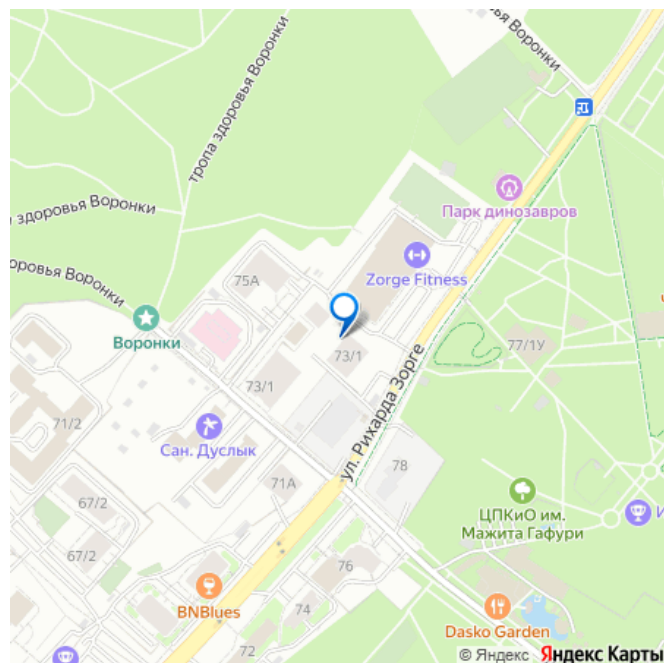 Воронки
тропа здоровья Воронки
Парк динозавров
здоровья Воронки
Zorge Fitness
оровья Воронки
75А
Воронки
77/1У
73/1
73/1
ул. Рихарда Зорге
71/2
Сан. Дуслык
78
71А
67/2
ЦПКиО им.
Мажита Гафури
67/2
76
BNBlues
74
Dasko Garden
72
© Яндекс Яндекс Карты